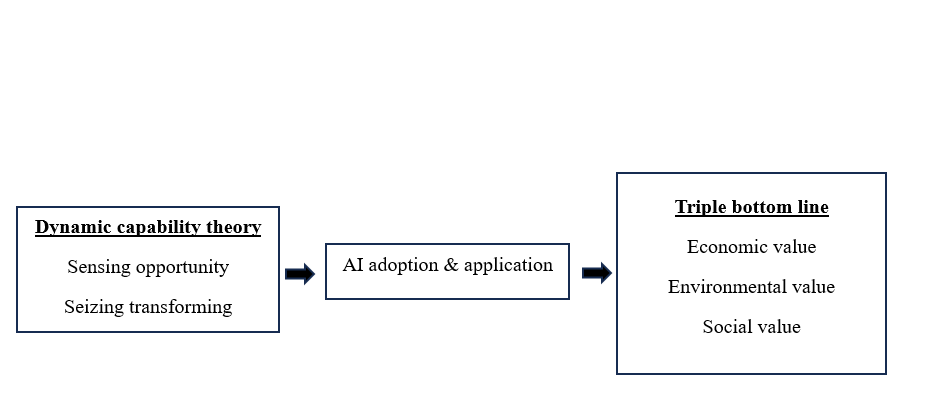 Dynamic capability theory
Sensing opportunity
Seizing transforming
AI adoption & application
Triple bottom line
Economic value
Environmental value
Social value